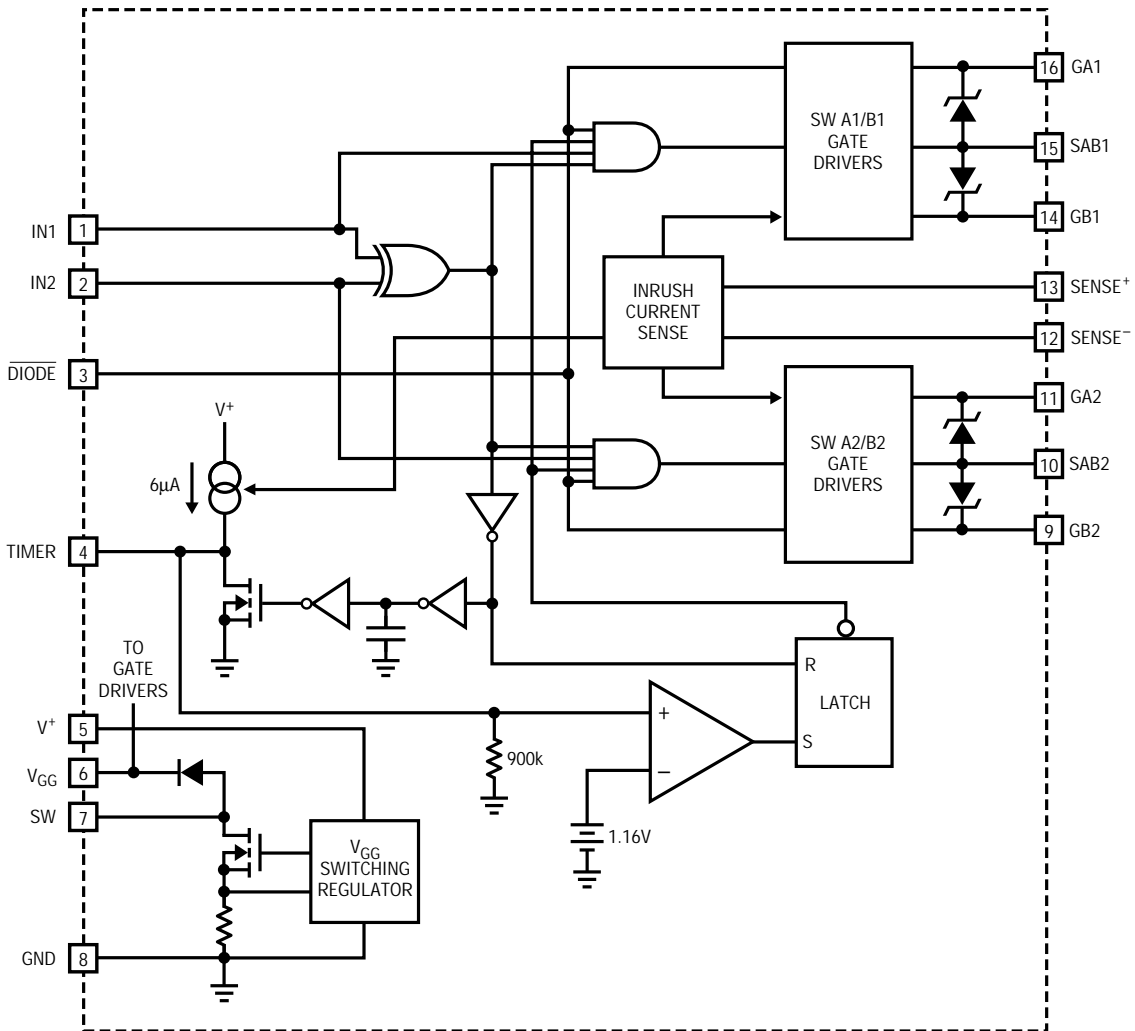 IN1
1
IN2
2
DIODE
3
V+
6µA
TIMER
4
TO
GATE
DRIVERS
V+
5
VGG
6
SW
7
GND
8
VGG
SWITCHING
REGULATOR
900k
1.16V
+
−
R
LATCH
S
INRUSH
CURRENT
SENSE
SW A1/B1
GATE
DRIVERS
SW A2/B2
GATE
DRIVERS
16
GA1
15
SAB1
14
GB1
13
SENSE+
12
SENSE−
11
GA2
10
SAB2
9
GB2